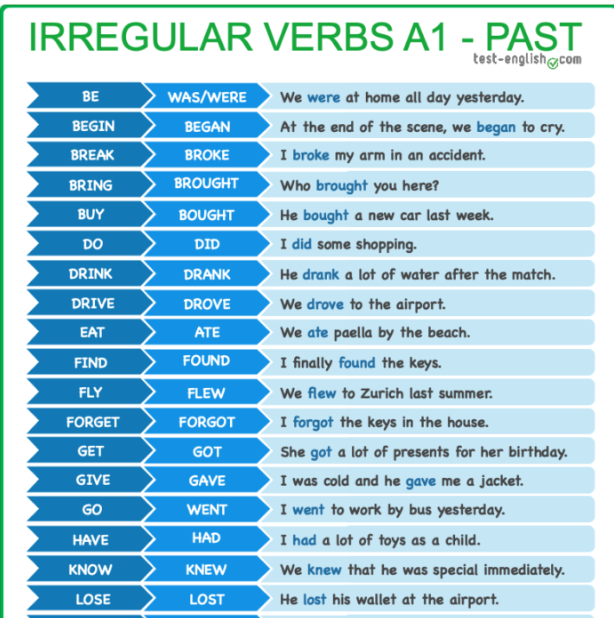 IRREGULAR VERBS A1 - PAST
test-english.com
BE WAS/WERE We were at home all day yesterday.
BEGIN BEGAN At the end of the scene, we began to cry.
BREAK BROKE I broke my arm in an accident.
BRING BROUGHT Who brought you here?
BUY BOUGHT He bought a new car last week.
DO DID I did some shopping.
DRINK DRANK He drank a lot of water after the match.
DRIVE DROVE We drove to the airport.
EAT ATE We ate paella by the beach.
FIND FOUND I finally found the keys.
FLY FLEW We flew to Zurich last summer.
FORGET FORGOT I forgot the keys in the house.
GET GOT She got a lot of presents for her birthday.
GIVE GAVE I was cold and he gave me a jacket.
GO WENT I went to work by bus yesterday.
HAVE HAD I had a lot of toys as a child.
KNOW KNEW We knew that he was special immediately.
LOSE LOST He lost his wallet at the airport.